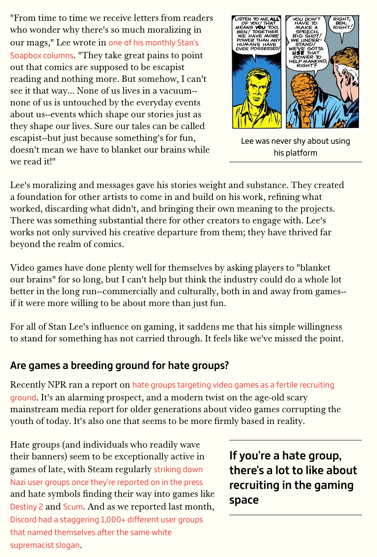 "From time to time we receive letters from readers
who wonder why there's so much moralizing in
our mags," Lee wrote in one of his monthly Stan's
Soapbox columns. "They take great pains to point
out that comics are supposed to be escapist
reading and nothing more. But somehow, I can't
see it that way... None of us lives in a vacuum--
none of us is untouched by the everyday events
about us--events which shape our stories just as
they shape our lives. Sure our tales can be called
escapist--but just because something's for fun,
doesn't mean we have to blanket our brains while
we read it!"
LISTEN TO ME, ALL
OF YOU! THAT
MEANS YOU TOO,
BEN! TOGETHER
WE HAVE MORE
POWER THAN ANY
HUMANS HAVE
EVER POSSESSED!
YOU DON'T
HAVE TO
MAKE A
SPEECH,
BIG SHOT!
WE UNDERSTAND!
WE'VE GOTTA
USE THAT
POWER TO
HELP MANKIND,
RIGHT?
RIGHT,
BEN,
RIGHT!
Lee was never shy about using
his platform
Lee's moralizing and messages gave his stories weight and substance. They created
a foundation for other artists to come in and build on his work, refining what
worked, discarding what didn't, and bringing their own meaning to the projects.
There was something substantial there for other creators to engage with. Lee's
works not only survived his creative departure from them; they have thrived far
beyond the realm of comics.
Video games have done plenty well for themselves by asking players to "blanket
our brains" for so long, but I can't help but think the industry could do a whole lot
better in the long run--commercially and culturally, both in and away from games--
if it were more willing to be about more than just fun.
For all of Stan Lee's influence on gaming, it saddens me that his simple willingness
to stand for something has not carried through. It feels like we've missed the point.
Are games a breeding ground for hate groups?
Recently NPR ran a report on hate groups targeting video games as a fertile recruiting
ground. It's an alarming prospect, and a modern twist on the age-old scary
mainstream media report for older generations about video games corrupting the
youth of today. It's also one that seems to be more firmly based in reality.
Hate groups (and individuals who readily wave
their banners) seem to be exceptionally active in
games of late, with Steam regularly striking down
Nazi user groups once they're reported on in the press
and hate symbols finding their way into games like
Destiny 2 and Scum. And as we reported last month,
Discord had a staggering 1,000+ different user groups
that named themselves after the same white
supremacist slogan.
If you're a hate group,
there's a lot to like about
recruiting in the gaming
space